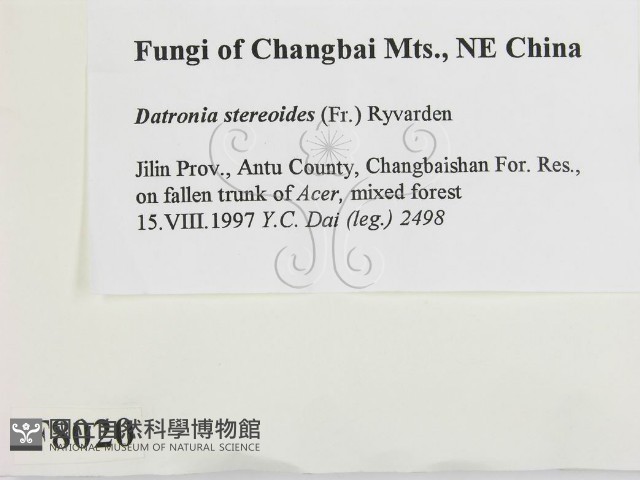 Fungi of Changbai Mts., NE China
Datronia stereoides (Fr.) Ryvarden
Jilin Prov., Antu County, Changbaishan For. Res.,
on fallen trunk of Acer, mixed forest
15.VIII.1997 Y.C. Dai (leg.) 2498
8020
國立自然科學博物館
NATIONAL MUSEUM OF NATURAL SCIENCE